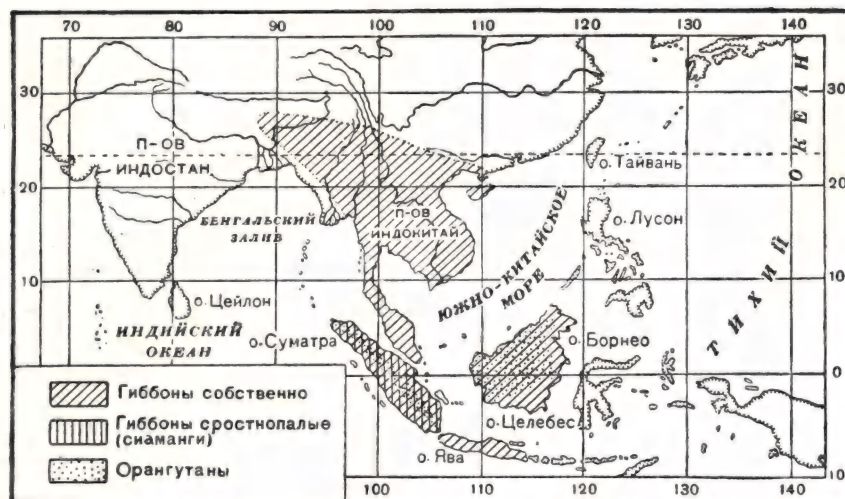 70 80 90 100 110 120 130 140
30 30
П-ОВ
ИНДОСТАН
о. Тайвань
20 20
БЕНГАЛЬСКИЙ
ЗАЛИВ
П-ОВ
ИНДОКИТАЙ
о. Лусон
ЮЖНО-КИТАЙСКОЕ
МОРЕ
ТИХИЙ
ОКЕАН
10 10
о. Цейлон
ИНДИЙСКИЙ
ОКЕАН
о. Суматра
о. Борнео
0
о. Целебес
о. Ява
10
Гиббоны собственно
Гиббоны сростнопалые
(сиаманги)
Орангутаны
100 110 120 130 140